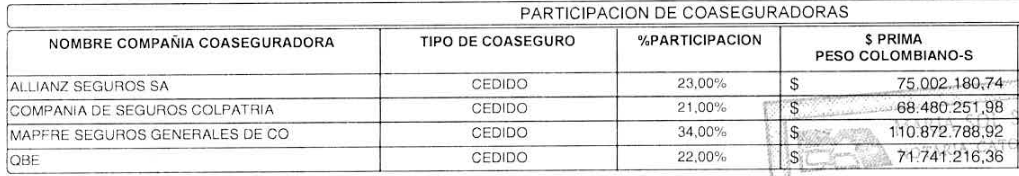 PARTICIPACION DE COASEGURADORAS
NOMBRE COMPAÑIA COASEGURADORA TIPO DE COASEGURO %PARTICIPACION $ PRIMA
PESO COLOMBIANO-S
ALLIANZ SEGUROS SA CEDIDO 23,00% $ 75.002.180,74
COMPANIA DE SEGUROS COLPATRIA CEDIDO 21,00% $ 68.480.251,98
MAPFRE SEGUROS GENERALES DE CO CEDIDO 34,00% $ 110.872.788,92
QBE CEDIDO 22,00% $ 71.741.216,36